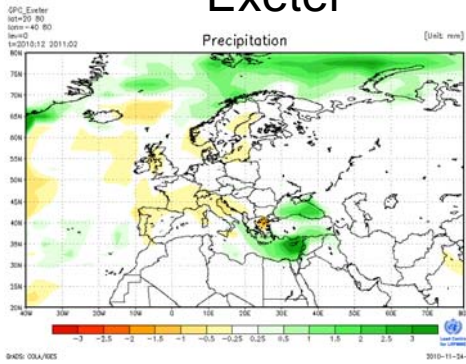 Exeter
GPC_Exeter
lat=20 80
lon=-40 80
lev=0
t=2010:12 2011:02
Precipitation
[Unit: mm]
80N
75N
70N
65N
60N
55N
50N
45N
40N
35N
30N
25N
20N
40W 30W 20W 10W 0 10E 20E 30E 40E 50E 60E 70E 80
-3 -2.5 -2 -1.5 -1 -0.5 -0.25 0.25 0.5 1 1.5 2 2.5 3
GrADS: COLA/IGES
2010-11-24-